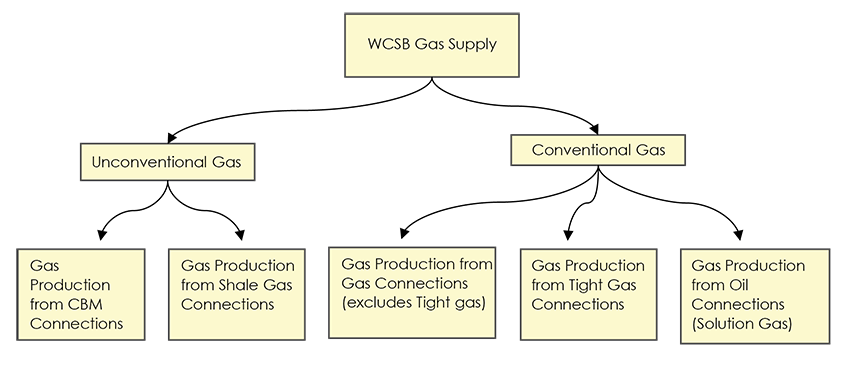 WCSB Gas Supply
Unconventional Gas
Conventional Gas
Gas
Production
from CBM
Connections
Gas Production
from Shale Gas
Connections
Gas Production from
Gas Connections
(excludes Tight gas)
Gas Production
from Tight Gas
Connections
Gas Production
from Oil
Connections
(Solution Gas)